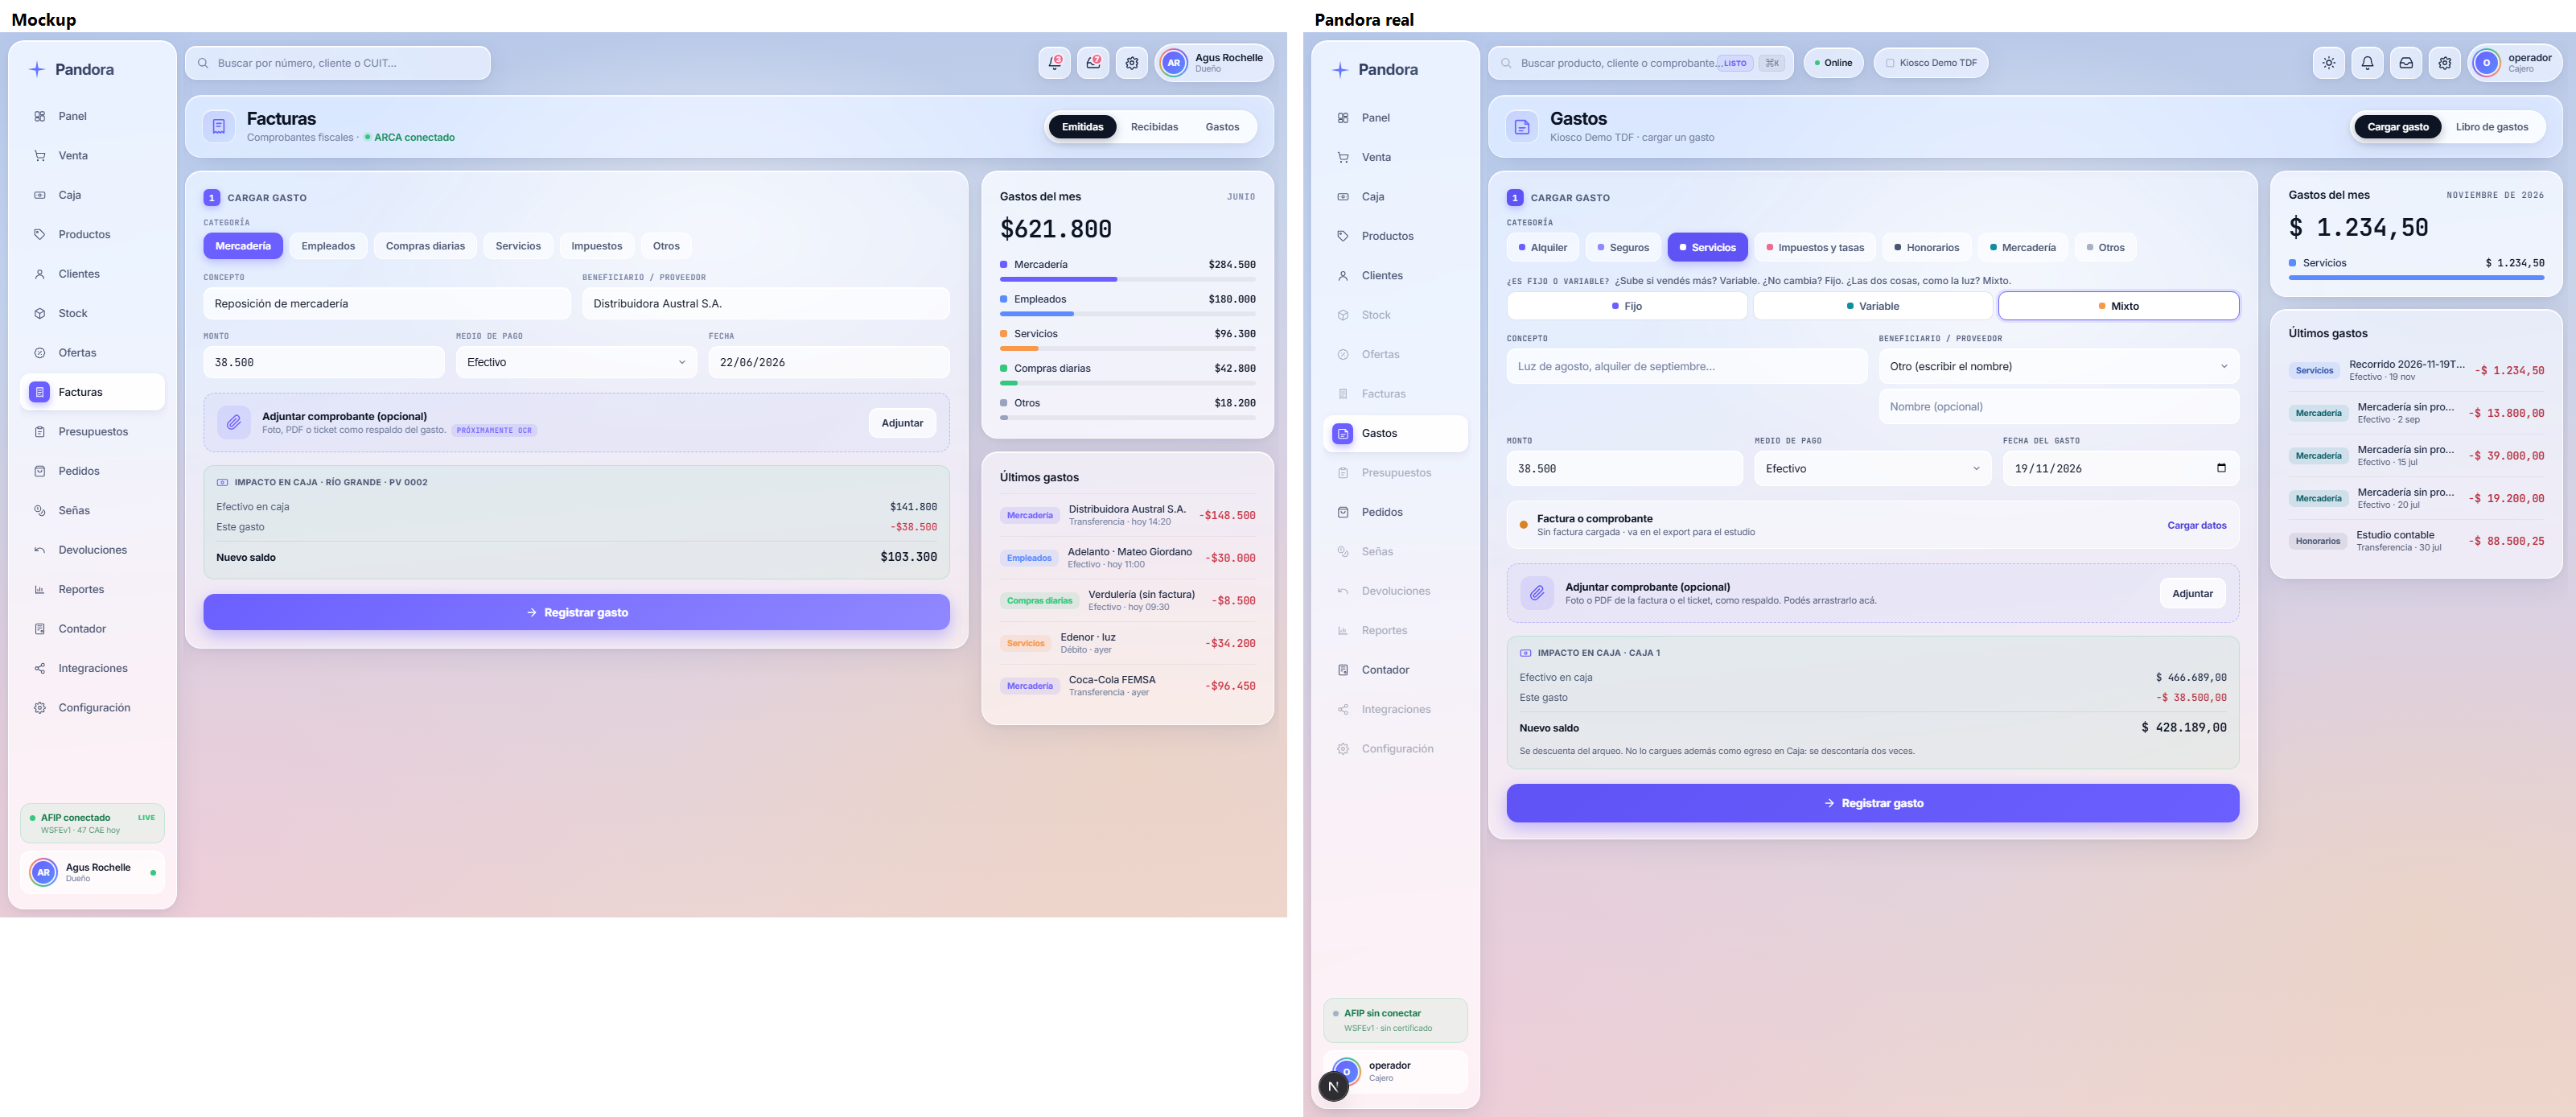 Mockup
Pandora
Panel
Venta
Caja
Productos
Clientes
Stock
Ofertas
Facturas
Presupuestos
Pedidos
Señas
Devoluciones
Reportes
Contador
Integraciones
Configuración
AFIP conectado LIVE
WSFEv1 · 47 CAE hoy
AR Agus Rochelle
Dueño
Buscar por número, cliente o CUIT...
3
7
AR Agus Rochelle
Dueño
Facturas
Comprobantes fiscales · ARCA conectado
Emitidas Recibidas Gastos
1 CARGAR GASTO
CATEGORÍA
Mercadería Empleados Compras diarias Servicios Impuestos Otros
CONCEPTO BENEFICIARIO / PROVEEDOR
Reposición de mercadería Distribuidora Austral S.A.
MONTO MEDIO DE PAGO FECHA
38.500 Efectivo 22/06/2026
Adjuntar comprobante (opcional)
Foto, PDF o ticket como respaldo del gasto. PRÓXIMAMENTE OCR
Adjuntar
IMPACTO EN CAJA · RÍO GRANDE · PV 0002
Efectivo en caja $141.800
Este gasto -$38.500
Nuevo saldo $103.300
Registrar gasto
Gastos del mes JUNIO
$621.800
Mercadería $284.500
Empleados $180.000
Servicios $96.300
Compras diarias $42.800
Otros $18.200
Últimos gastos
Mercadería Distribuidora Austral S.A. -$148.500
Transferencia · hoy 14:20
Empleados Adelanto · Mateo Giordano -$30.000
Efectivo · hoy 11:00
Compras diarias Verdulería (sin factura) -$8.500
Efectivo · hoy 09:30
Servicios Edenor · luz -$34.200
Débito · ayer
Mercadería Coca-Cola FEMSA -$96.450
Transferencia · ayer
Pandora real
Pandora
Panel
Venta
Caja
Productos
Clientes
Stock
Ofertas
Facturas
Gastos
Presupuestos
Pedidos
Señas
Devoluciones
Reportes
Contador
Integraciones
Configuración
AFIP sin conectar
WSFEv1 · sin certificado
O operador
Cajero
N
Buscar producto, cliente o comprobante... LISTO ⌘K
Online
Kiosco Demo TDF
O operador
Cajero
Gastos
Kiosco Demo TDF · cargar un gasto
Cargar gasto Libro de gastos
1 CARGAR GASTO
CATEGORÍA
Alquiler Seguros Servicios Impuestos y tasas Honorarios Mercadería Otros
¿ES FIJO O VARIABLE? ¿Sube si vendés más? Variable. ¿No cambia? Fijo. ¿Las dos cosas, como la luz? Mixto.
Fijo Variable Mixto
CONCEPTO BENEFICIARIO / PROVEEDOR
Luz de agosto, alquiler de septiembre... Otro (escribir el nombre)
Nombre (opcional)
MONTO MEDIO DE PAGO FECHA DEL GASTO
38.500 Efectivo 19/11/2026
Factura o comprobante
Sin factura cargada · va en el export para el estudio
Cargar datos
Adjuntar comprobante (opcional)
Foto o PDF de la factura o el ticket, como respaldo. Podés arrastrarlo acá.
Adjuntar
IMPACTO EN CAJA · CAJA 1
Efectivo en caja $ 466.689,00
Este gasto -$ 38.500,00
Nuevo saldo $ 428.189,00
Se descuenta del arqueo. No lo cargues además como egreso en Caja: se descontaría dos veces.
Registrar gasto
Gastos del mes NOVIEMBRE DE 2026
$ 1.234,50
Servicios $ 1.234,50
Últimos gastos
Servicios Recorrido 2026-11-19T... -$ 1.234,50
Efectivo · 19 nov
Mercadería Mercadería sin pro... -$ 13.800,00
Efectivo · 2 sep
Mercadería Mercadería sin pro... -$ 39.000,00
Efectivo · 15 jul
Mercadería Mercadería sin pro... -$ 19.200,00
Efectivo · 20 jul
Honorarios Estudio contable -$ 88.500,25
Transferencia · 30 jul